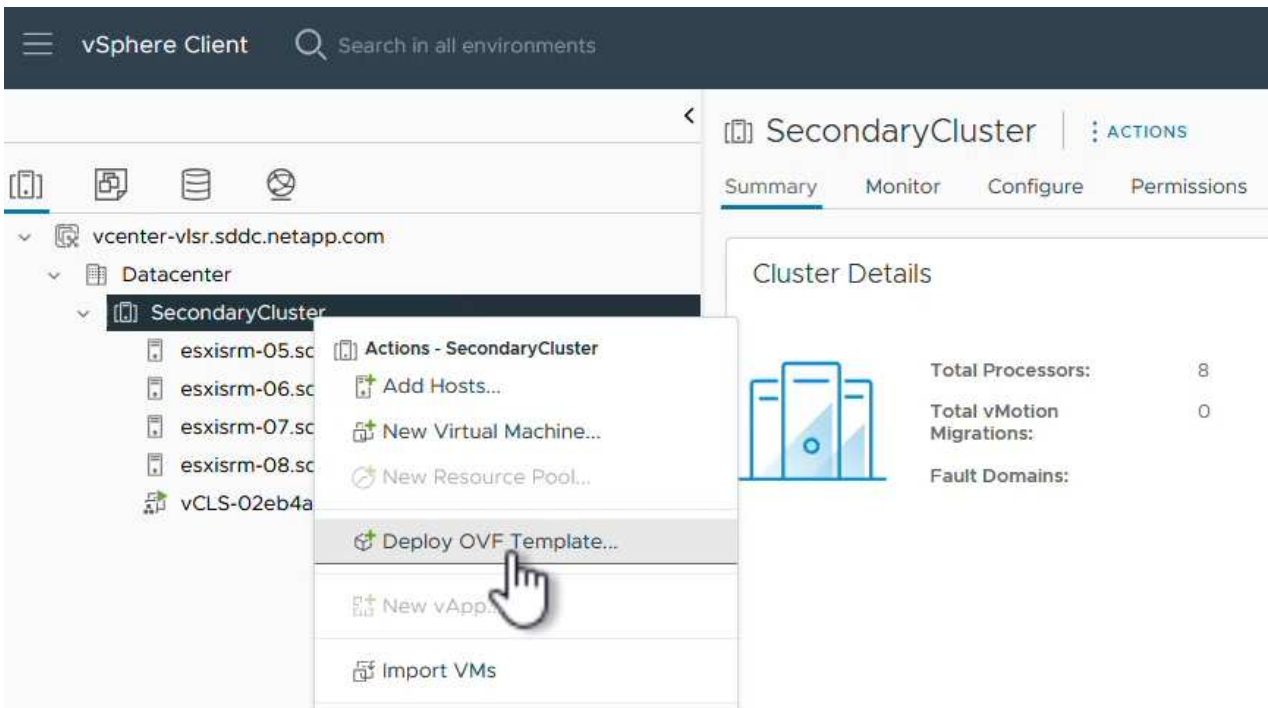 vSphere Client
Search in all environments
SecondaryCluster
ACTIONS
Summary Monitor Configure Permissions
vcenter-vlsr.sddc.netapp.com
Datacenter
SecondaryCluster
esxisrm-05.sc
esxisrm-06.sc
esxisrm-07.sc
esxisrm-08.sc
vCLS-02eb4a
Actions - SecondaryCluster
Add Hosts...
New Virtual Machine...
New Resource Pool...
Deploy OVF Template...
New vApp...
Import VMs
Cluster Details
Total Processors: 8
Total vMotion 0
Migrations:
Fault Domains: